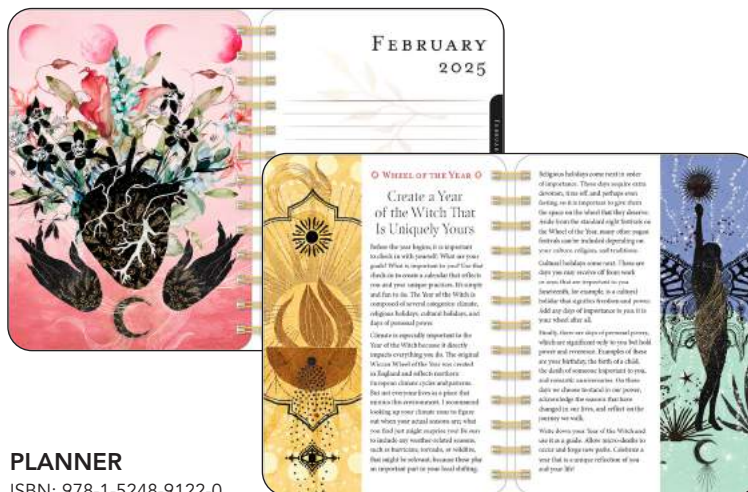 FEBRUARY
2025
FEBRUARY
WHEEL OF THE YEAR
Create a Year
of the Witch That
Is Uniquely Yours
Before the year begins, it is important
to check in with yourself. What are your
goals? What is important to you? Use that
check-in to create a calendar that reflects
you and your unique practices. It's simple
and fun to do. The Year of the Witch is
composed of several categories: climate,
religious holidays, cultural holidays, and
days of personal power.
Climate is especially important to the
Year of the Witch because it directly
impacts everything you do. The original
Wiccan Wheel of the Year was created
in England and reflects northern
European climate cycles and patterns.
But not everyone lives in a place that
mimics this environment. I recommend
looking up your climate zone to figure
out when your actual seasons are; what
you find just might surprise you! Be sure
to include any weather-related seasons,
such as hurricane, tornado, or wildfire,
that might be relevant, because these play
an important part in your local shifting.
Religious holidays come next in order
of importance. These days require extra
devotion, time off, and perhaps even
fasting, so it is important to give them
the space on the wheel that they deserve.
Aside from the standard eight festivals on
the Wheel of the Year, many other pagan
festivals can be included depending on
your culture, religion, and traditions.
Cultural holidays come next. These are
days you may receive off from work
or ones that are important to you.
Juneteenth, for example, is a cultural
holiday that signifies freedom and power.
Add any days of importance to you; it is
your wheel after all.
Finally, there are days of personal power,
which are significant only to you but hold
power and reverence. Examples of these
are your birthday, the birth of a child,
the death of someone important to you,
and romantic anniversaries. On these
days we choose to stand in our power,
acknowledge the seasons that have
changed in our lives, and reflect on the
journey we walk.
Write down your Year of the Witch and
use it as a guide. Allow micro-deaths to
occur and forge new paths. Celebrate a
year that is a unique reflection of you
and your life!
PLANNER
ISBN: 978-1-5248-9122-0